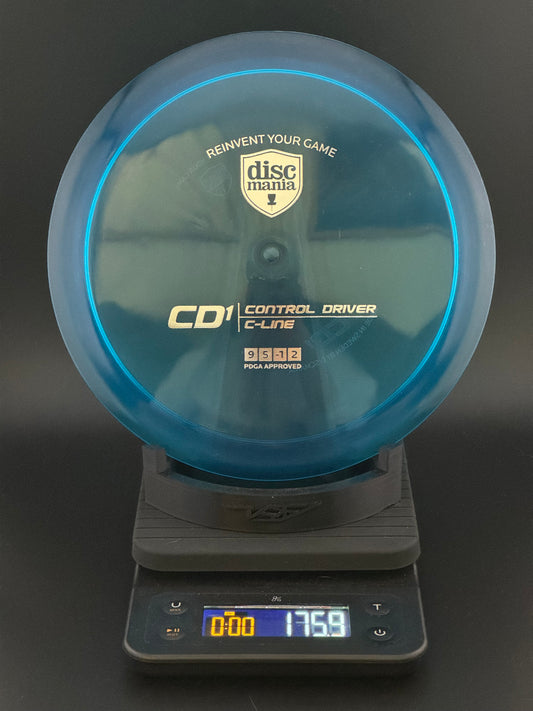 REINVENT YOUR GAME
disc
mania
CD1 CONTROL DRIVER
C-LINE
9 5 -1 2
PDGA APPROVED
T
0:00 175.9